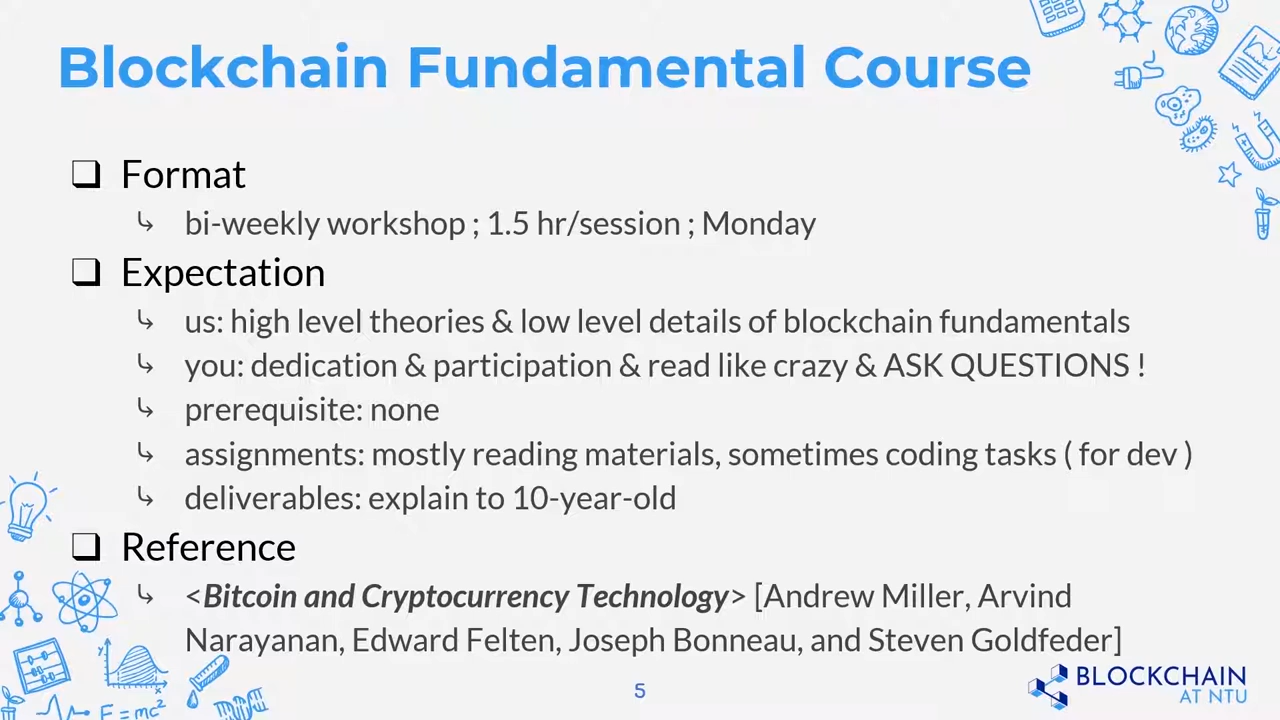 Blockchain Fundamental Course
❏ Format
↳ bi-weekly workshop ; 1.5 hr/session ; Monday
❏ Expectation
↳ us: high level theories & low level details of blockchain fundamentals
↳ you: dedication & participation & read like crazy & ASK QUESTIONS !
↳ prerequisite: none
↳ assignments: mostly reading materials, sometimes coding tasks ( for dev )
↳ deliverables: explain to 10-year-old
❏ Reference
↳ <Bitcoin and Cryptocurrency Technology> [Andrew Miller, Arvind
Narayanan, Edward Felten, Joseph Bonneau, and Steven Goldfeder]
y
x
E=mc²
5
BLOCKCHAIN
AT NTU